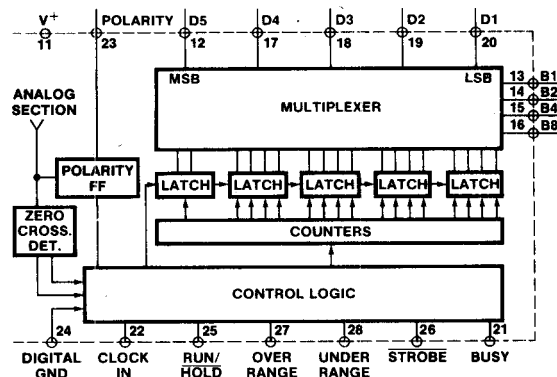 V+ POLARITY D5 D4 D3 D2 D1
11 23 12 17 18 19 20
MSB LSB
MULTIPLEXER
13 B1
14 B2
15 B4
16 B8
ANALOG
SECTION
POLARITY
FF
LATCH LATCH LATCH LATCH LATCH
ZERO
CROSS.
DET.
COUNTERS
CONTROL LOGIC
24 22 25 27 28 26 21
DIGITAL
GND
CLOCK
IN
RUN/
HOLD
OVER
RANGE
UNDER
RANGE
STROBE
BUSY